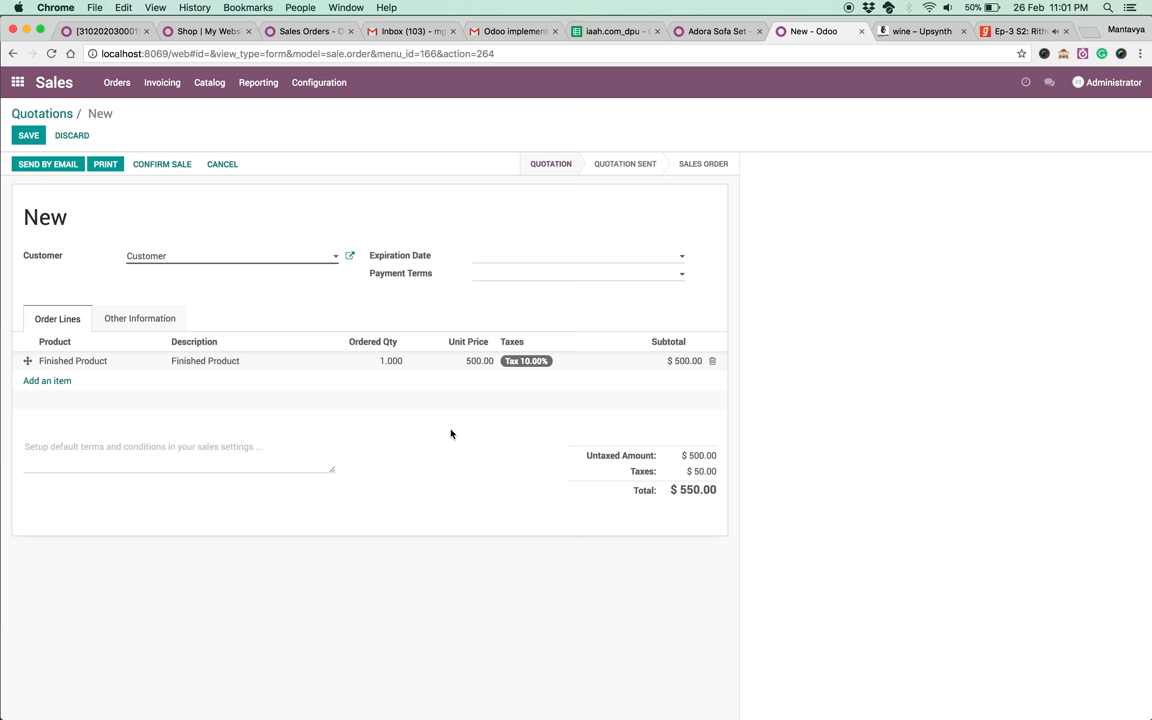 Chrome File Edit View History Bookmarks People Window Help 50% 26 Feb 11:01 PM
[310202030001 Shop | My Webs Sales Orders - O Inbox (103) - mg Odoo implement iaah.com_dpu - Adora Sofa Set - New - Odoo wine – Upsynth Ep-3 S2: Rith Mantavya
localhost:8069/web#id=&view_type=form&model=sale.order&menu_id=166&action=264
Sales Orders Invoicing Catalog Reporting Configuration Administrator
Quotations / New
SAVE DISCARD
SEND BY EMAIL PRINT CONFIRM SALE CANCEL QUOTATION QUOTATION SENT SALES ORDER
New
Customer Customer Expiration Date
Payment Terms
Order Lines Other Information
Product Description Ordered Qty Unit Price Taxes Subtotal
Finished Product Finished Product 1.000 500.00 Tax 10.00% $ 500.00
Add an item
Setup default terms and conditions in your sales settings ...
Untaxed Amount: $ 500.00
Taxes: $ 50.00
Total: $ 550.00